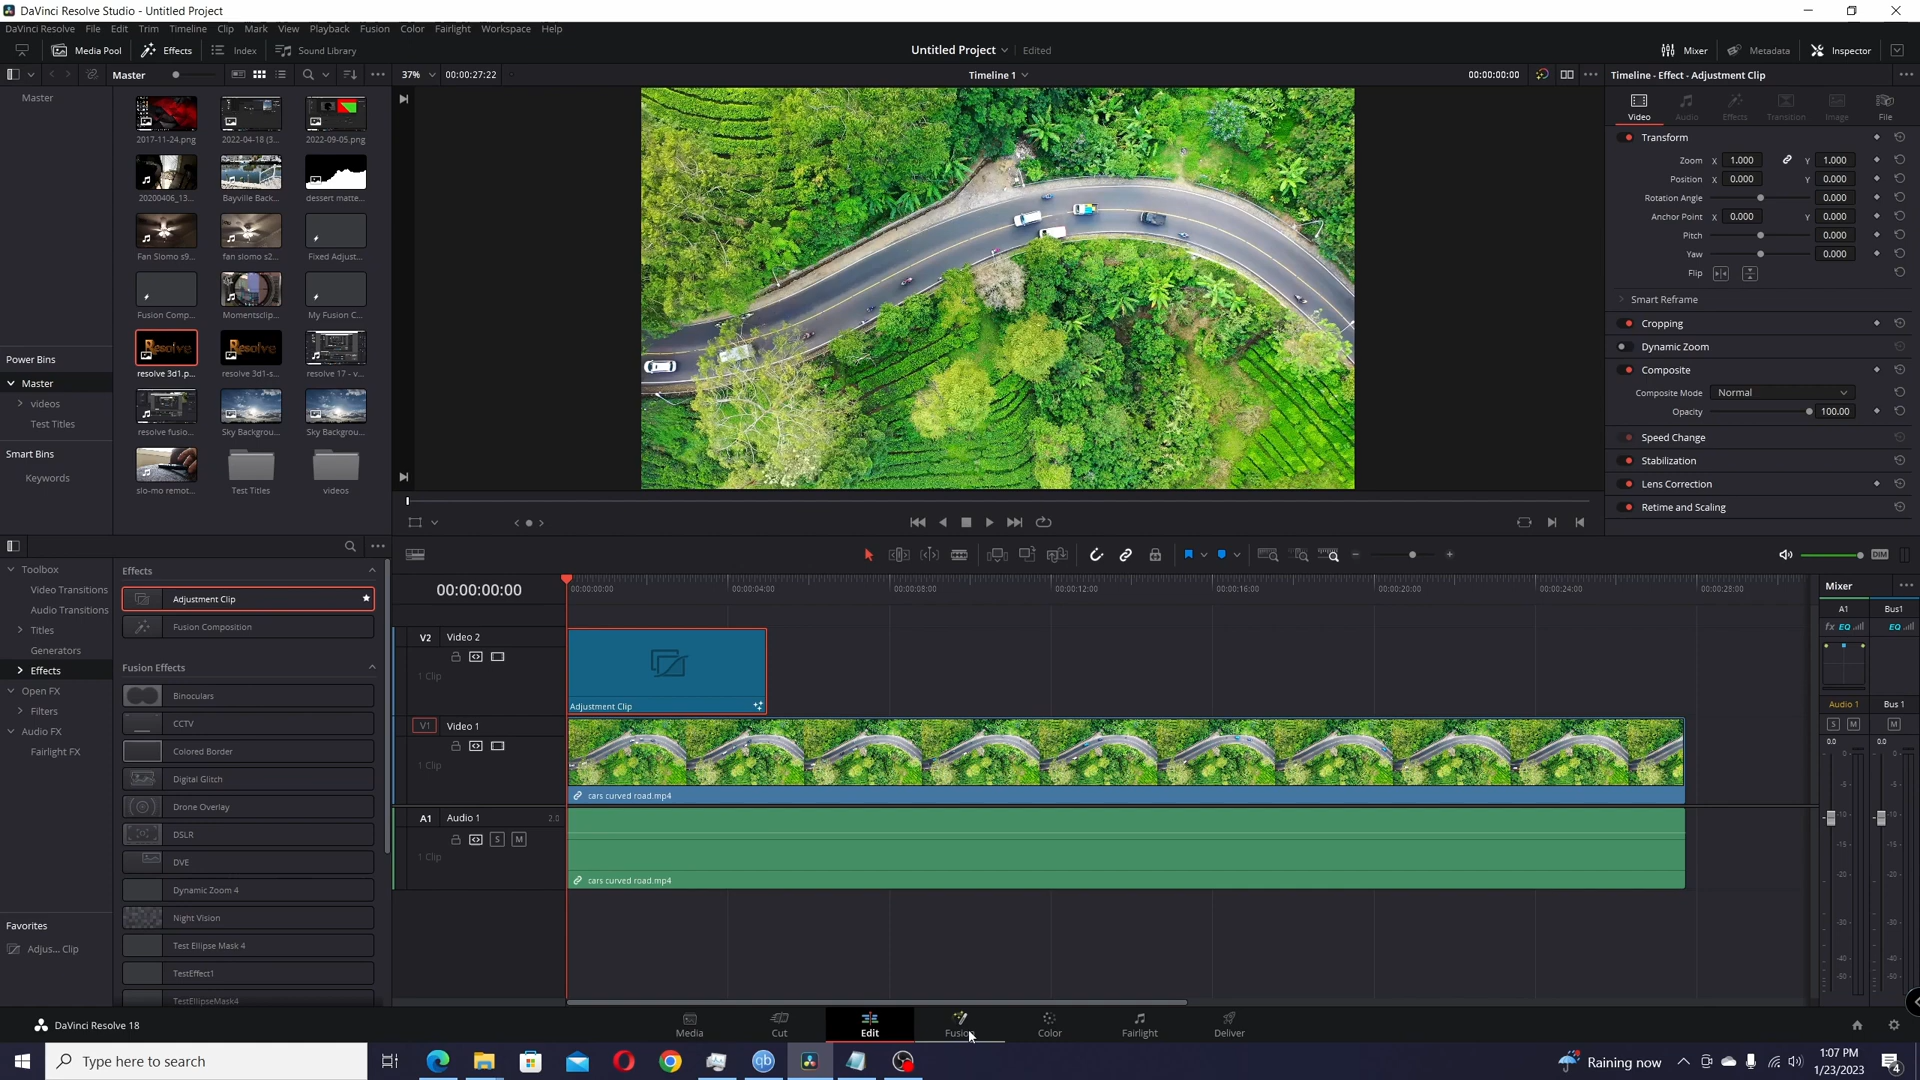 DaVinci Resolve Studio - Untitled Project
DaVinci Resolve File Edit Trim Timeline Clip Mark View Playback Fusion Color Fairlight Workspace Help
Media Pool Effects Index Sound Library Untitled Project Edited Mixer Metadata Inspector
Master 37% 00:00:27:22 Timeline 1 00:00:00:00 Timeline - Effect - Adjustment Clip
Master
2017-11-24.png 2022-04-18 (3... 2022-09-05.png
20200406_13... Bayville Back... dessert matte...
Fan Slomo s9... fan slomo s2... Fixed Adjust...
Fusion Comp... Momentsclip... My Fusion C...
resolve 3d1.p... resolve 3d1-s... resolve 17 - v...
resolve fusio... Sky Backgrou... Sky Backgrou...
slo-mo remot... Test Titles videos
Power Bins
Master
videos
Test Titles
Smart Bins
Keywords
Video Audio Effects Transition Image File
Transform
Zoom X 1.000 Y 1.000
Position X 0.000 Y 0.000
Rotation Angle 0.000
Anchor Point X 0.000 Y 0.000
Pitch 0.000
Yaw 0.000
Flip
Smart Reframe
Cropping
Dynamic Zoom
Composite
Composite Mode Normal
Opacity 100.00
Speed Change
Stabilization
Lens Correction
Retime and Scaling
Toolbox
Video Transitions
Audio Transitions
Titles
Generators
Effects
Open FX
Filters
Audio FX
Fairlight FX
Favorites
Adjus... Clip
Effects
Adjustment Clip
Fusion Composition
Fusion Effects
Binoculars
CCTV
Colored Border
Digital Glitch
Drone Overlay
DSLR
DVE
Dynamic Zoom 4
Night Vision
Test Ellipse Mask 4
TestEffect1
TestEllipseMask4
DIM
00:00:00:00 00:00:00:00 00:00:04:00 00:00:08:00 00:00:12:00 00:00:16:00 00:00:20:00 00:00:24:00 00:00:28:00
V2 Video 2
1 Clip
Adjustment Clip
V1 Video 1
1 Clip
cars curved road.mp4
A1 Audio 1 2.0
S M
1 Clip
cars curved road.mp4
Mixer
A1 Bus1
fx EQ EQ
Audio 1 Bus 1
S M M
0.0 0.0
DaVinci Resolve 18 Media Cut Edit Fusion Color Fairlight Deliver
Type here to search
Raining now
1:07 PM
1/23/2023
4